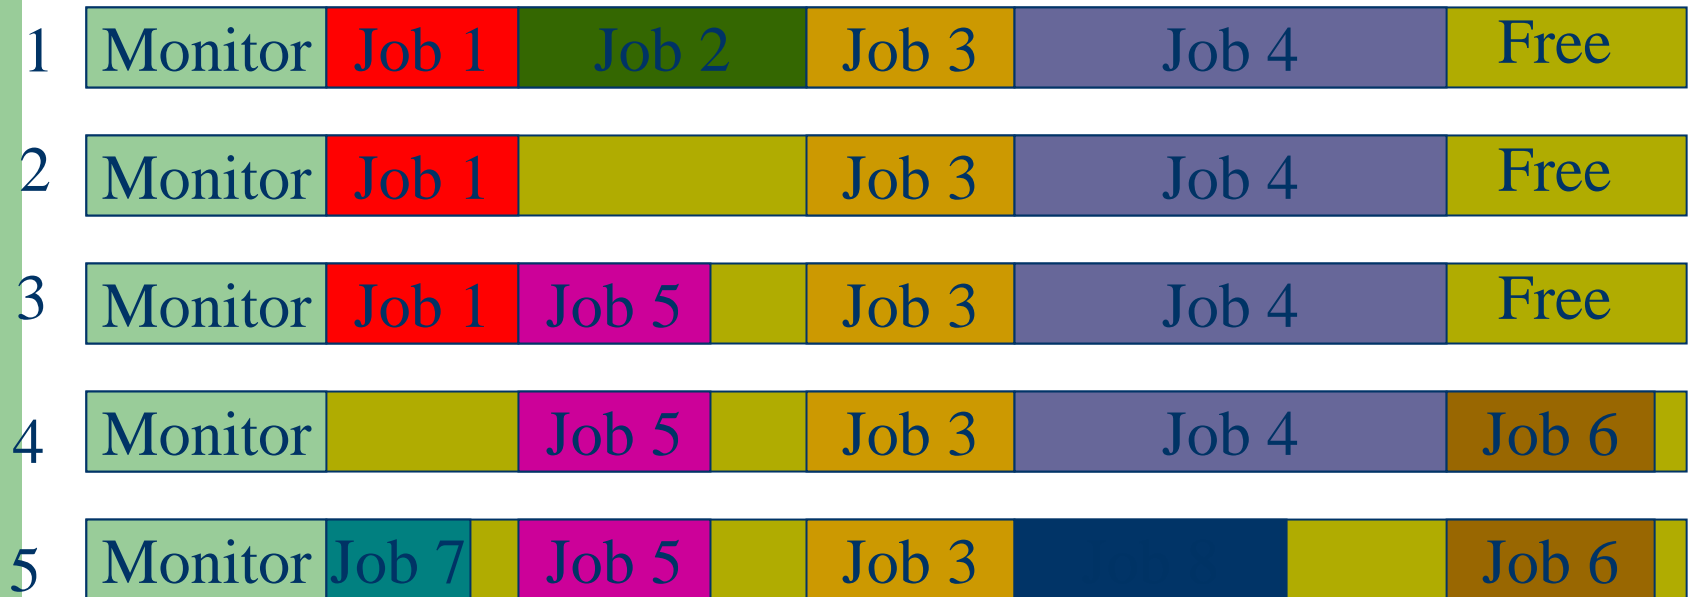 1 Monitor Job 1 Job 2 Job 3 Job 4 Free
2 Monitor Job 1 Job 3 Job 4 Free
3 Monitor Job 1 Job 5 Job 3 Job 4 Free
4 Monitor Job 5 Job 3 Job 4 Job 6
5 Monitor Job 7 Job 5 Job 3 Job 8 Job 6